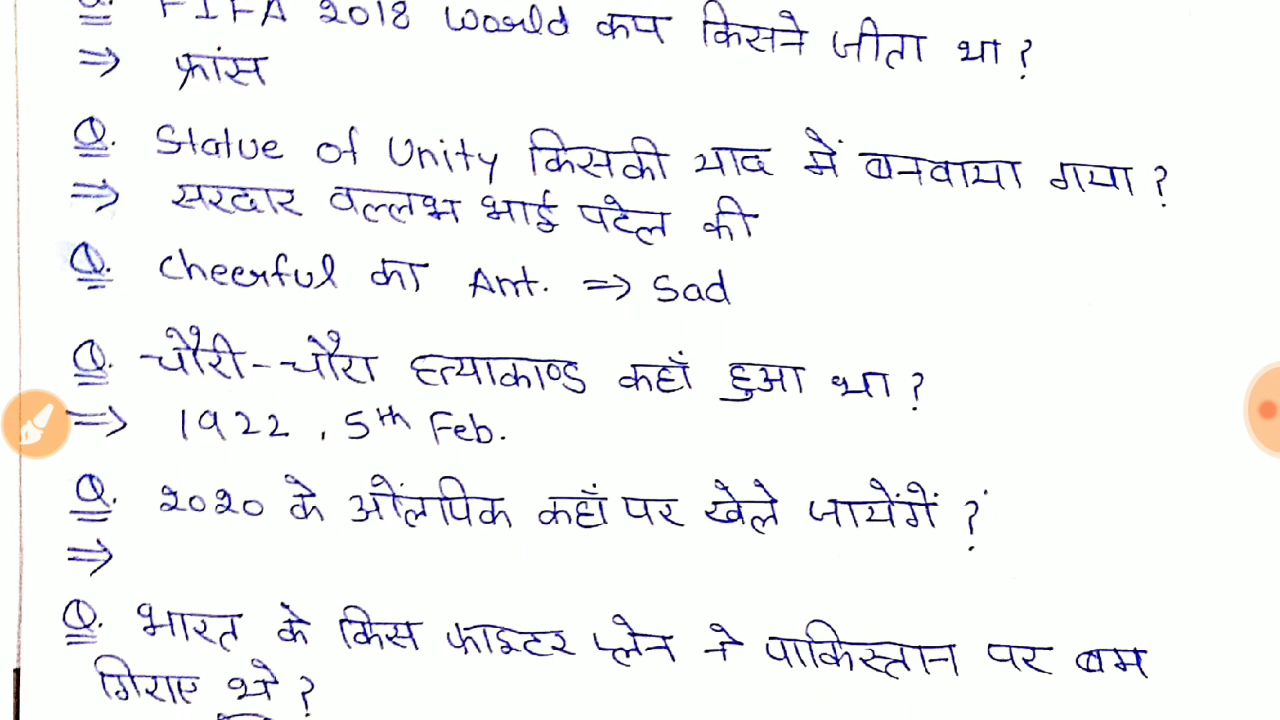 Q. FIFA 2018 World कप किसने जीता था ?
⇒ फ्रांस
Q. Statue of Unity किसकी याद में बनवाया गया ?
⇒ सरदार वल्लभ भाई पटेल की
Q. Cheerful का Ant. ⇒ Sad
Q. चौरी-चौरा हत्याकाण्ड कहाँ हुआ था ?
⇒ 1922, 5th Feb.
Q. 2020 के ओलंपिक कहाँ पर खेले जायेंगें ?
⇒
Q. भारत के किस फाइटर प्लेन ने पाकिस्तान पर बम
गिराए थे ?